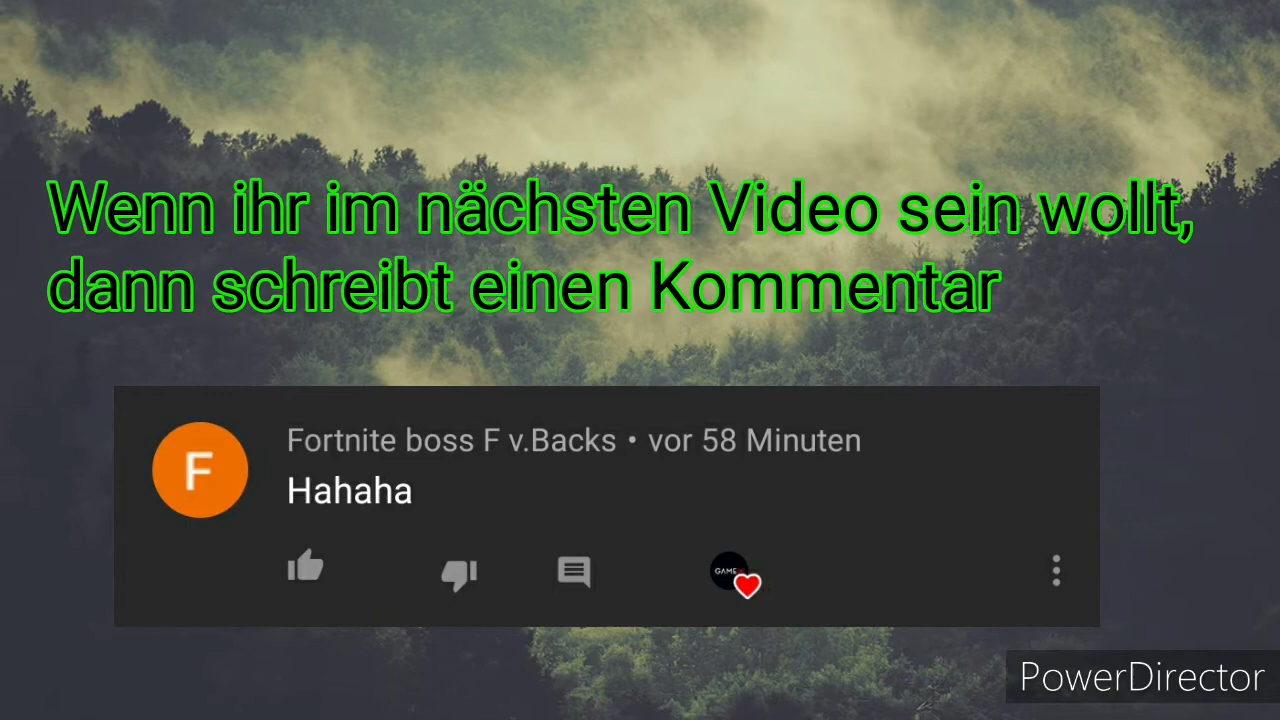 Wenn ihr im nächsten Video sein wollt,
dann schreibt einen Kommentar
Fortnite boss F v.Backs • vor 58 Minuten
F
Hahaha
GAME
PowerDirector